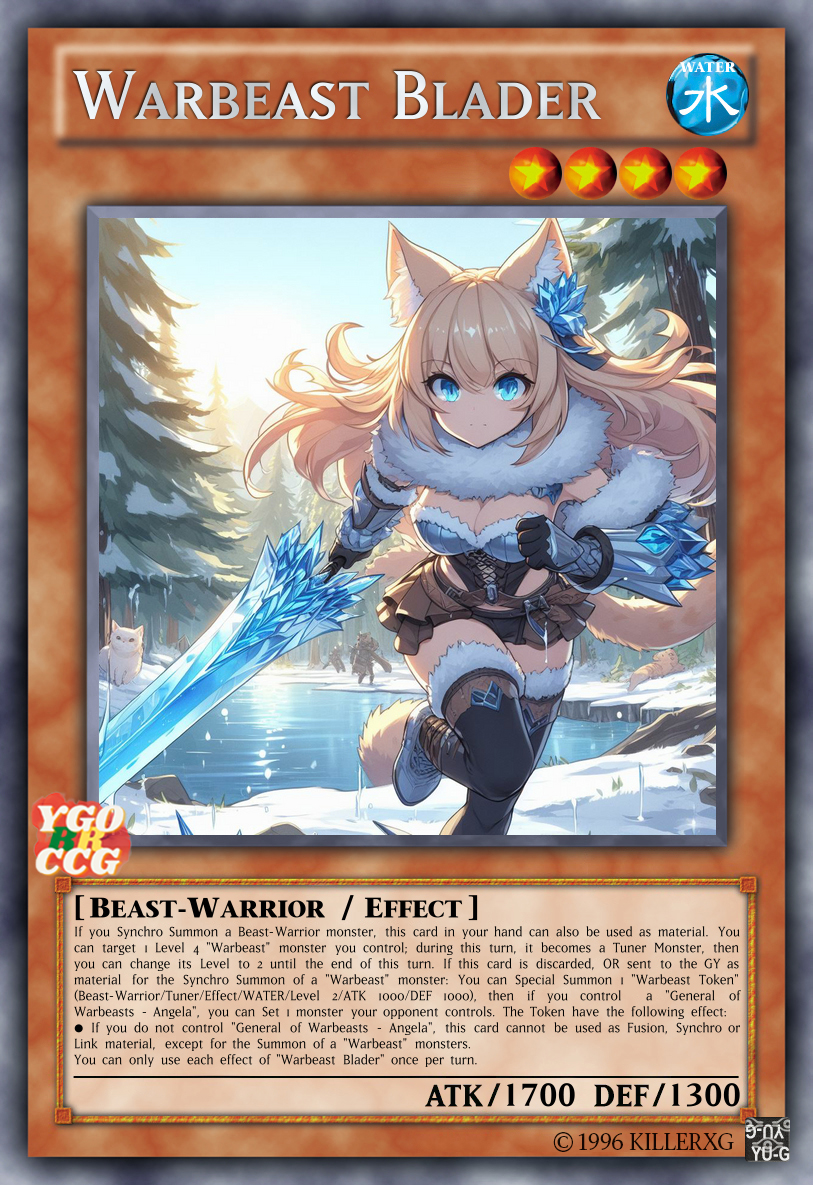 WARBEAST BLADER
WATER
水
YGO
RR
CCG
[ BEAST-WARRIOR / EFFECT ]
If you Synchro Summon a Beast-Warrior monster, this card in your hand can also be used as material. You
can target 1 Level 4 "Warbeast" monster you control; during this turn, it becomes a Tuner Monster, then
you can change its Level to 2 until the end of this turn. If this card is discarded, OR sent to the GY as
material for the Synchro Summon of a "Warbeast" monster: You can Special Summon 1 "Warbeast Token"
(Beast-Warrior/Tuner/Effect/WATER/Level 2/ATK 1000/DEF 1000), then if you control a "General of
Warbeasts - Angela", you can Set 1 monster your opponent controls. The Token have the following effect:
● If you do not control "General of Warbeasts - Angela", this card cannot be used as Fusion, Synchro or
Link material, except for the Summon of a "Warbeast" monsters.
You can only use each effect of "Warbeast Blader" once per turn.
ATK/1700 DEF/1300
© 1996 KILLERXG
YU-G
YU-G